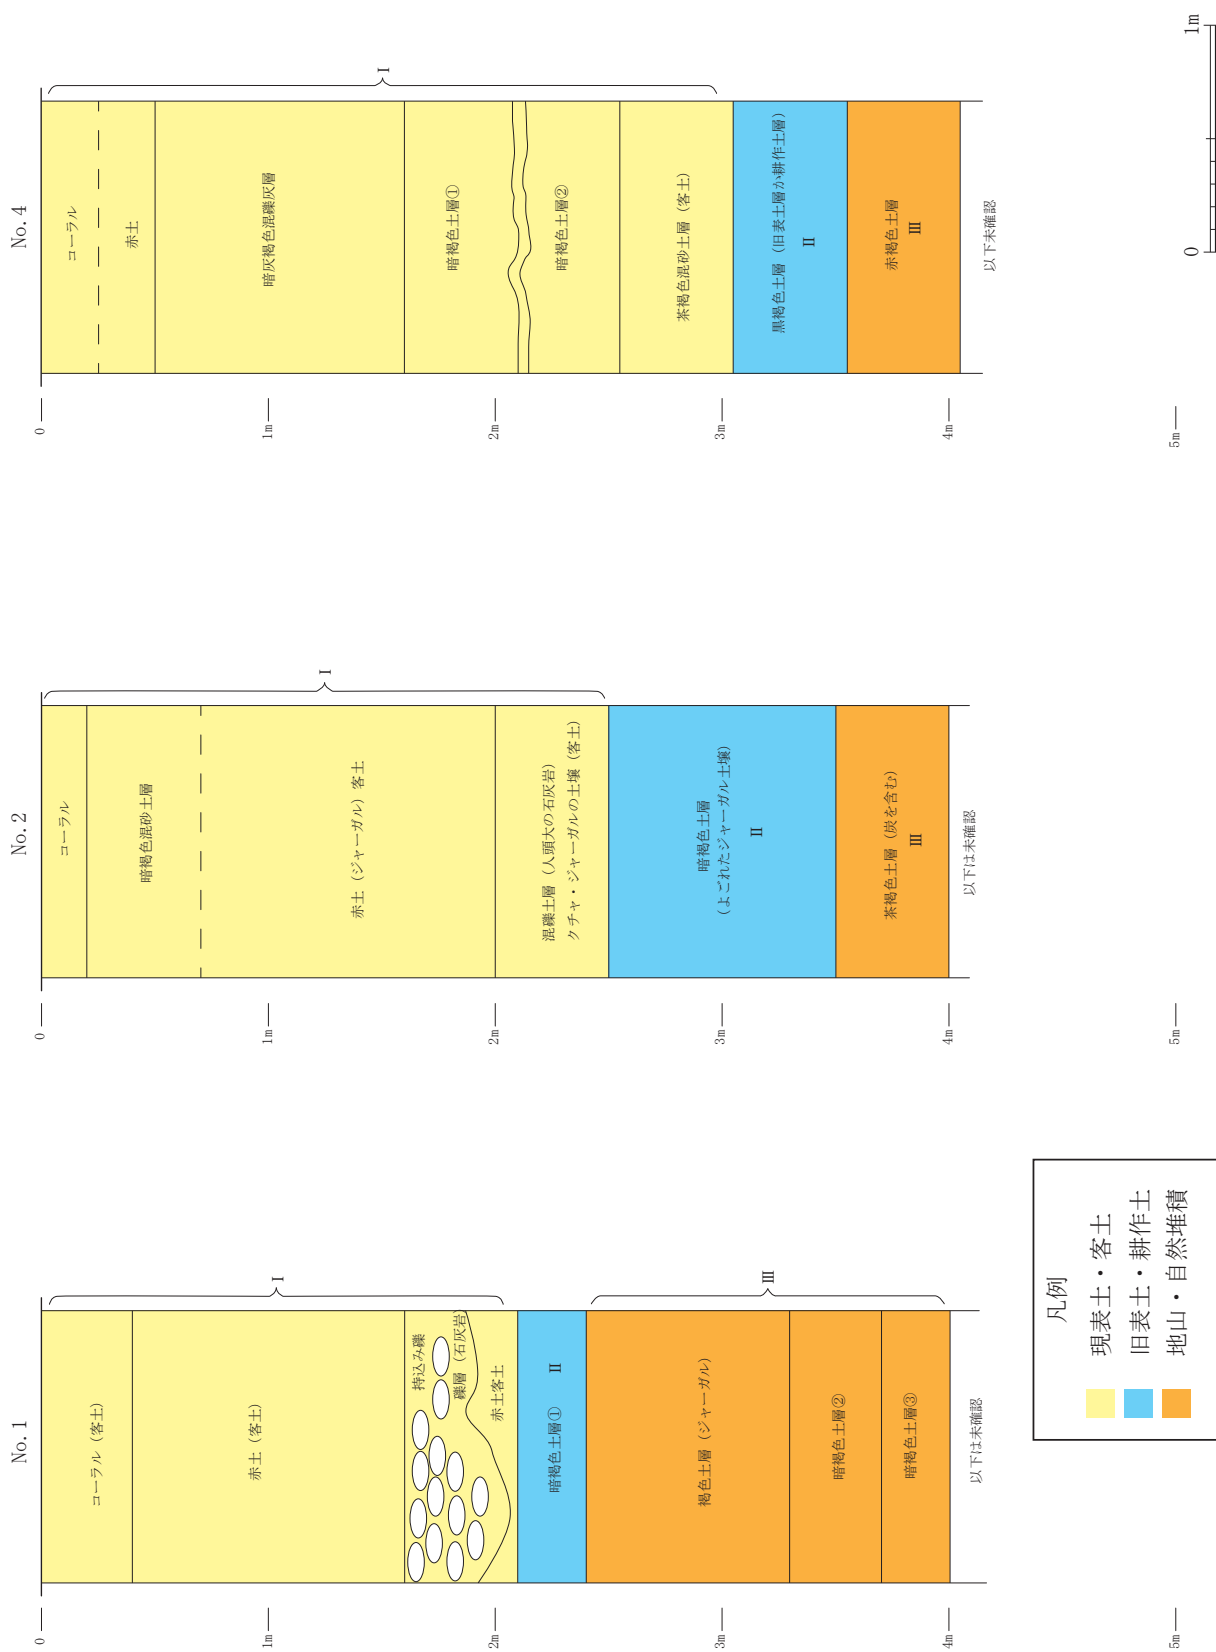 No.1
コーラル（客土）
赤土（客土）
持込み礫
礫層（石灰岩）
赤土客土
暗褐色土層①
褐色土層（ジャーガル）
暗褐色土層②
暗褐色土層③
以下は未確認
Ⅰ
Ⅱ
Ⅲ
0
1m
2m
3m
4m
5m
No.2
コーラル
暗褐色混砂土層
赤土（ジャーガル）客土
混礫土層（人頭大の石灰岩）
クチャ・ジャーガルの土壌（客土）
暗褐色土層
（よごれたジャーガル土壌）
茶褐色土層（炭を含む）
以下は未確認
Ⅰ
Ⅱ
Ⅲ
0
1m
2m
3m
4m
5m
No.4
コーラル
赤土
暗灰褐色混礫灰層
暗褐色土層①
暗褐色土層②
茶褐色混砂土層（客土）
黒褐色土層（旧表土層か耕作土層）
赤褐色土層
以下未確認
Ⅰ
Ⅱ
Ⅲ
0
1m
2m
3m
4m
5m
凡例
現表土・客土
旧表土・耕作土
地山・自然堆積
0
1m